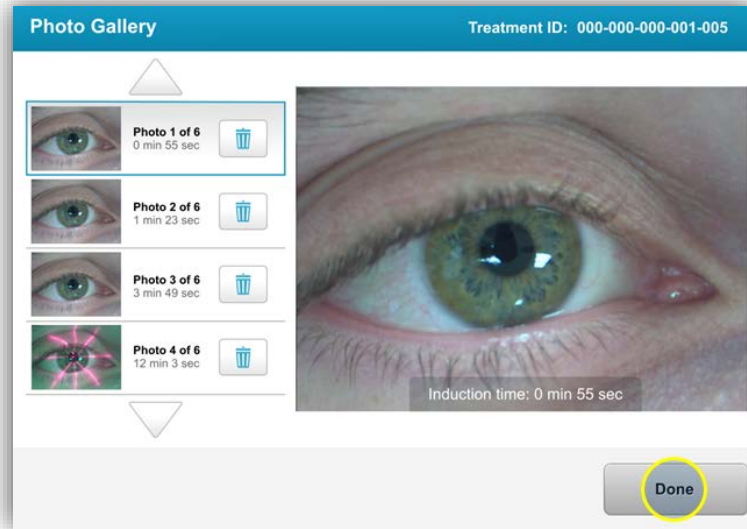 Photo Gallery
Treatment ID: 000-000-000-001-005
Photo 1 of 6
0 min 55 sec
Photo 2 of 6
1 min 23 sec
Photo 3 of 6
3 min 49 sec
Photo 4 of 6
12 min 3 sec
Induction time: 0 min 55 sec
Done